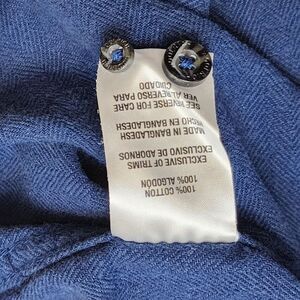 100% COTTON
100% ALGODÓN
EXCLUSIVE OF TRIMS
EXCLUSIVO DE ADORNOS
MADE IN BANGLADESH
HECHO EN BANGLADESH
SEE REVERSE FOR CARE
VER AL REVERSO PARA
CUIDADO